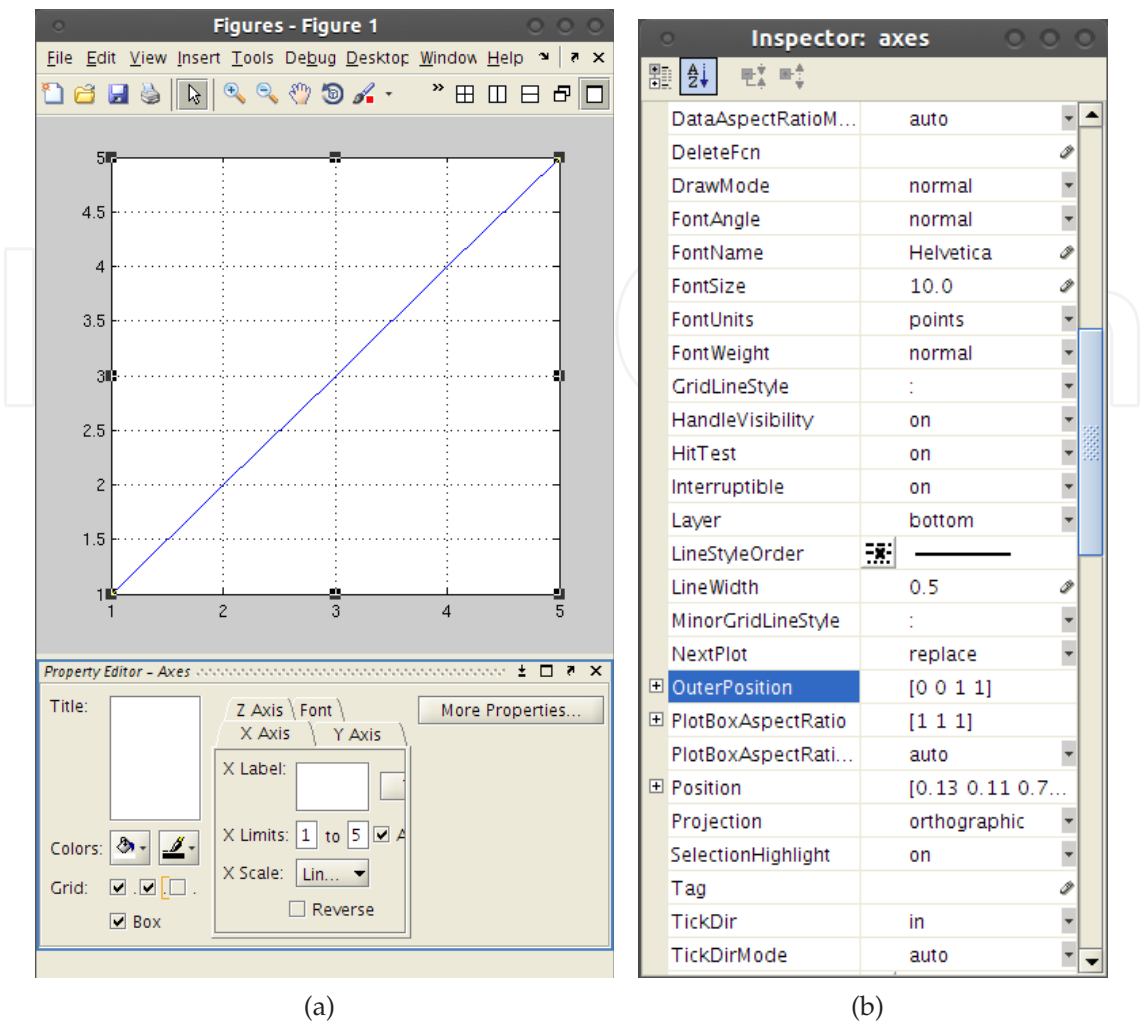 Figures - Figure 1
File Edit View Insert Tools Debug Desktop Window Help
5
4.5
4
3.5
3
2.5
2
1.5
1
1 2 3 4 5
Property Editor - Axes
Title:
Colors:
Grid:
Box
Z Axis Font
X Axis Y Axis
X Label:
X Limits: 1 to 5 A
X Scale: Lin...
Reverse
More Properties...
(a)
Inspector: axes
DataAspectRatioM... auto
DeleteFcn
DrawMode normal
FontAngle normal
FontName Helvetica
FontSize 10.0
FontUnits points
FontWeight normal
GridLineStyle :
HandleVisibility on
HitTest on
Interruptible on
Layer bottom
LineStyleOrder
LineWidth 0.5
MinorGridLineStyle :
NextPlot replace
OuterPosition [0 0 1 1]
PlotBoxAspectRatio [1 1 1]
PlotBoxAspectRati... auto
Position [0.13 0.11 0.7...
Projection orthographic
SelectionHighlight on
Tag
TickDir in
TickDirMode auto
(b)